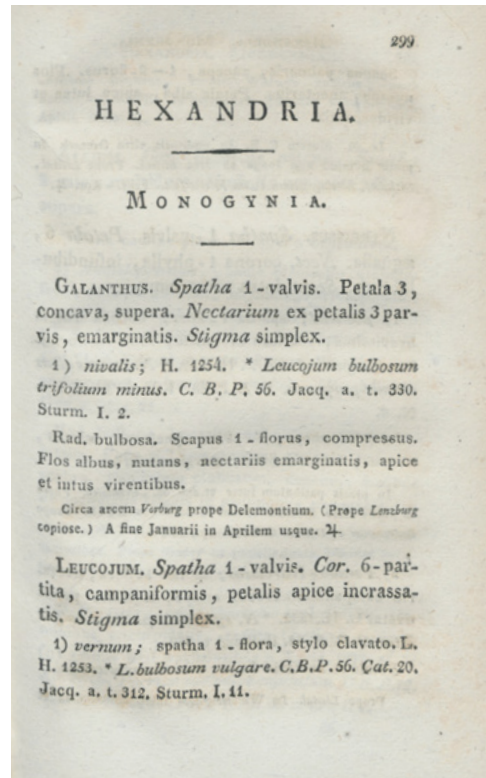 299
HEXANDRIA.
MONOGYNIA.
GALANTHUS. Spatha 1-valvis. Petala 3,
concava, supera. Nectarium ex petalis 3 par-
vis, emarginatis. Stigma simplex.
1) nivalis; H. 1254. * Leucojum bulbosum
trifolium minus. C. B. P. 56. Jacq. a. t. 330.
Sturm. I. 2.
Rad. bulbosa. Scapus 1-florus, compressus.
Flos albus, nutans, nectariis emarginatis, apice
et intus virentibus.
Circa arcem Vorburg prope Delemontium. (Prope Lenzburg
copiose.) A fine Januarii in Aprilem usque. ♃
LEUCOJUM. Spatha 1-valvis. Cor. 6-par-
tita, campaniformis, petalis apice incrassa-
tis. Stigma simplex.
1) vernum; spatha 1-flora, stylo clavato. L.
H. 1253. * L. bulbosum vulgare. C.B.P. 56. Cat. 20.
Jacq. a. t. 312. Sturm. I. 11.